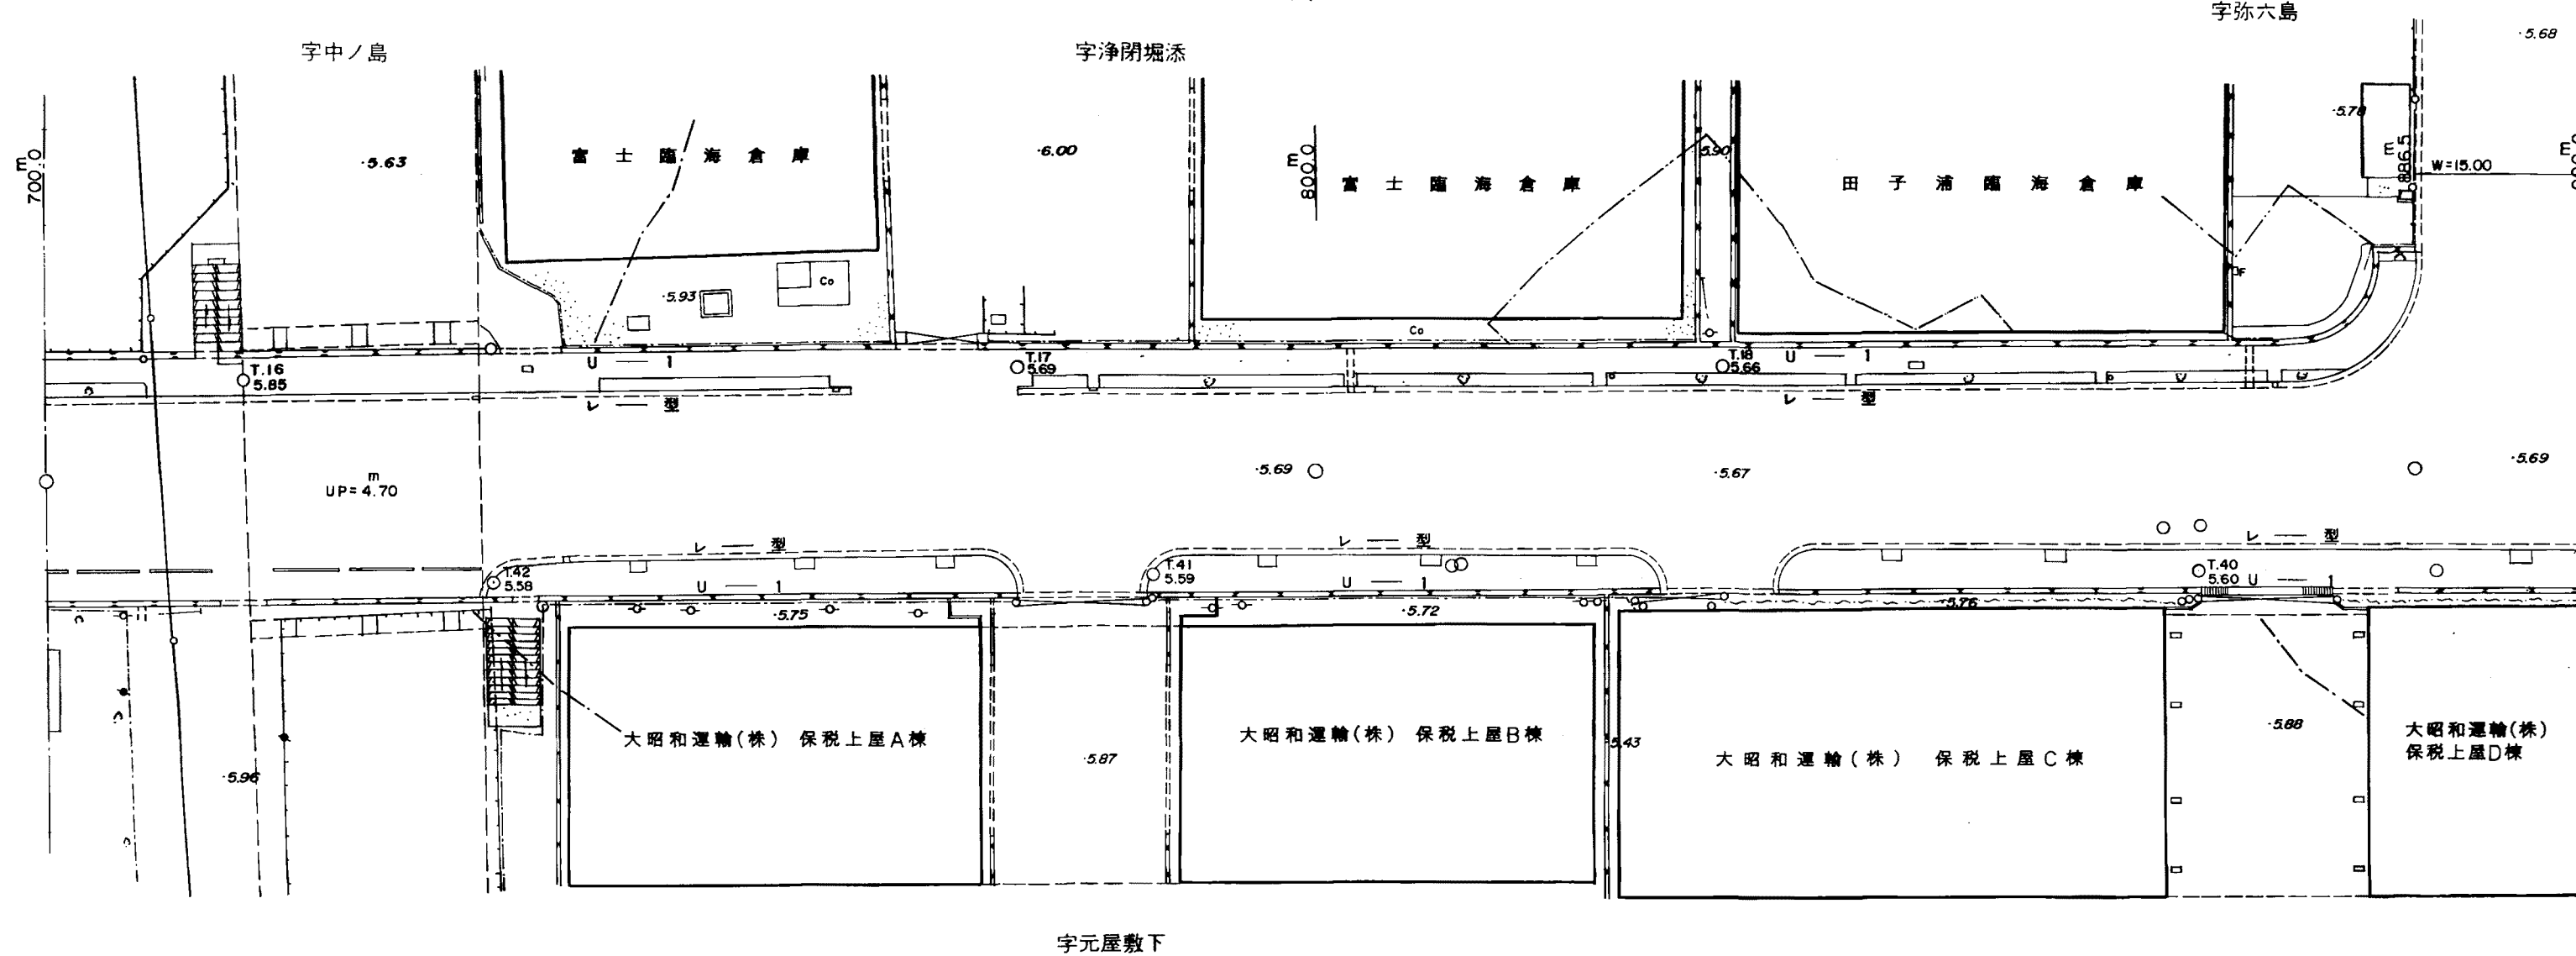 字中ノ島
字浄閉堀添
字弥六島
·5.68
700.0m
·5.63
富士臨海倉庫
·6.00
800.0m
富士臨海倉庫
5.90
田子浦臨海倉庫
·5.78
886.5m
W=15.00
·5.93
Co
Co
T.16
5.85
U — 1
T.17
5.69
T.18
5.66
U — 1
レ — 型
レ — 型
UP=4.70m
·5.69
·5.67
·5.69
レ — 型
レ — 型
レ — 型
T.42
5.58
U — 1
T.41
5.59
U — 1
T.40
5.60
U — 1
·5.75
·5.72
·5.76
大昭和運輸(株) 保税上屋A棟
大昭和運輸(株) 保税上屋B棟
5.43
大昭和運輸(株) 保税上屋C棟
·5.88
大昭和運輸(株)
保税上屋D棟
·5.96
·5.87
字元屋敷下